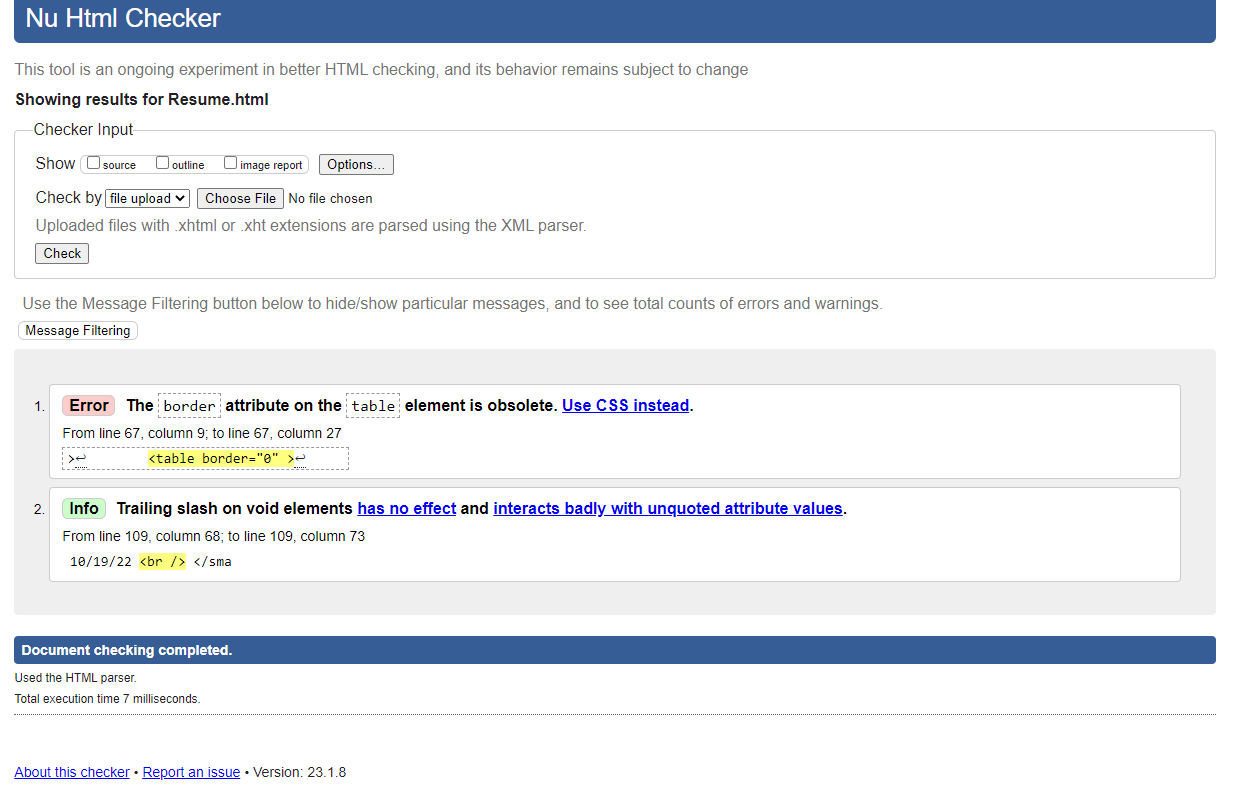 Nu Html Checker
This tool is an ongoing experiment in better HTML checking, and its behavior remains subject to change
Showing results for Resume.html
Checker Input
Show source outline image report Options...
Check by file upload Choose File No file chosen
Uploaded files with .xhtml or .xht extensions are parsed using the XML parser.
Check
Use the Message Filtering button below to hide/show particular messages, and to see total counts of errors and warnings.
Message Filtering
1. Error The border attribute on the table element is obsolete. Use CSS instead.
From line 67, column 9; to line 67, column 27
>↩ <table border="0" >↩
2. Info Trailing slash on void elements has no effect and interacts badly with unquoted attribute values.
From line 109, column 68; to line 109, column 73
10/19/22 <br /> </sma
Document checking completed.
Used the HTML parser.
Total execution time 7 milliseconds.
About this checker • Report an issue • Version: 23.1.8